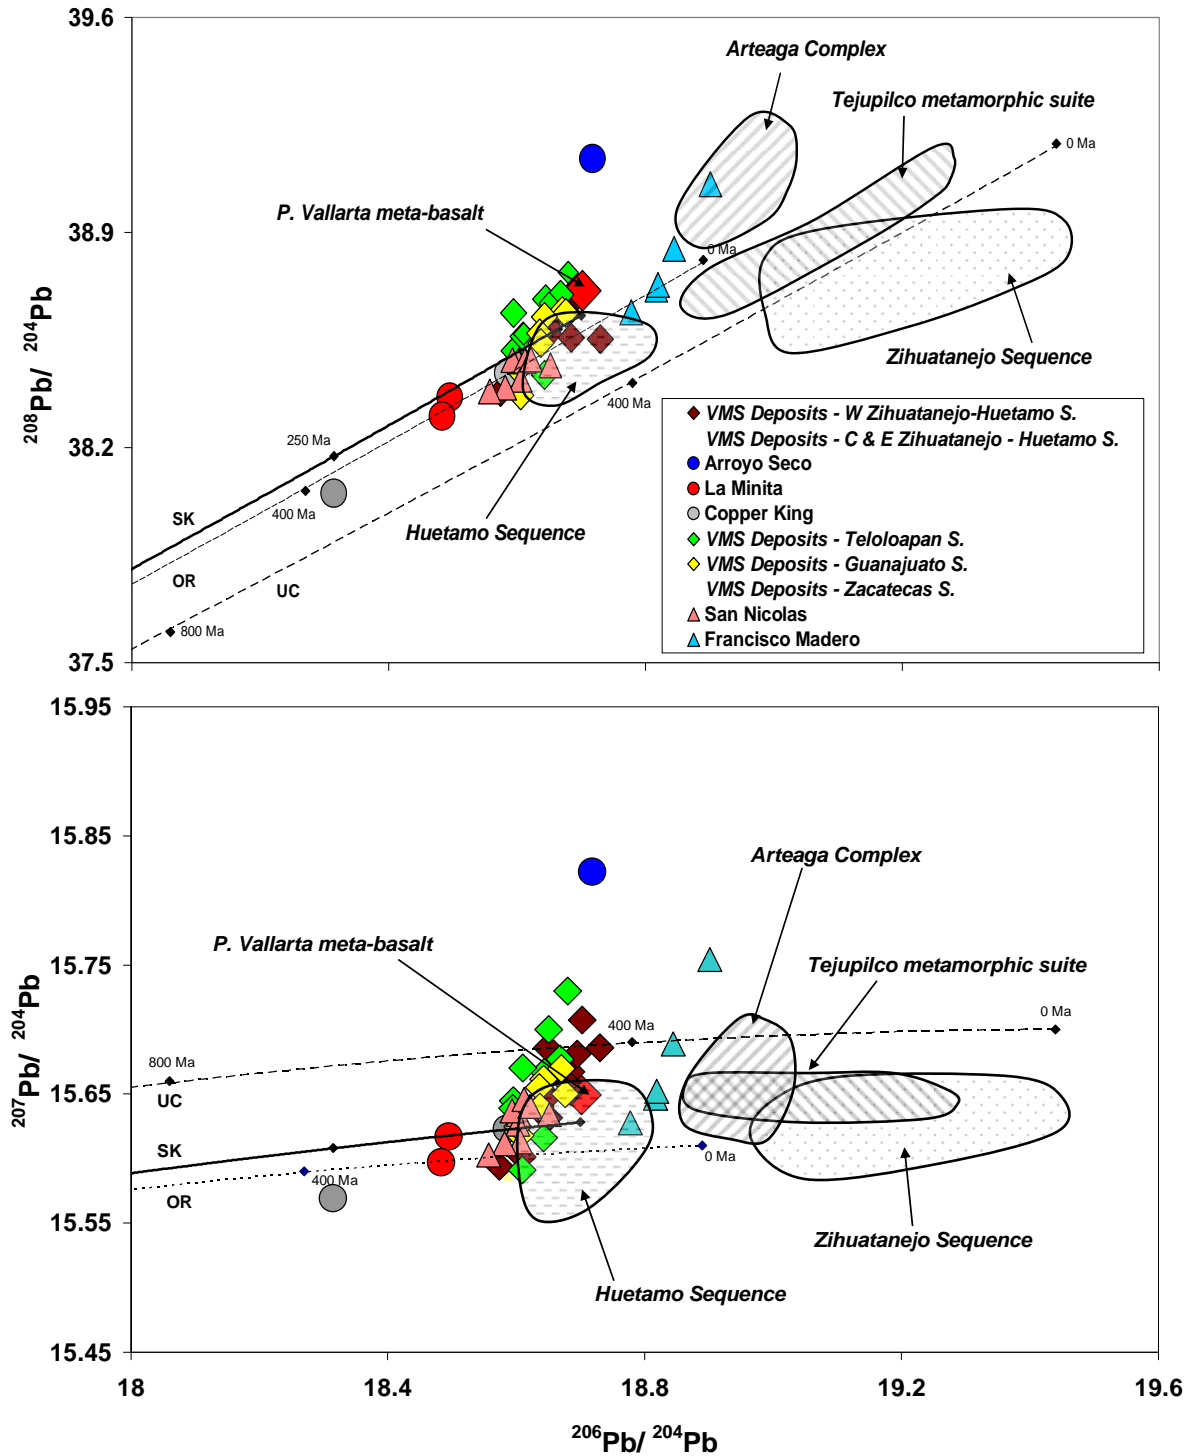 39.6
Arteaga Complex
Tejupilco metamorphic suite
0 Ma
P. Vallarta meta-basalt
38.9
0 Ma
208Pb/ 204Pb
Zihuatanejo Sequence
400 Ma
VMS Deposits - W Zihuatanejo-Huetamo S.
VMS Deposits - C & E Zihuatanejo - Huetamo S.
Arroyo Seco
La Minita
Copper King
VMS Deposits - Teloloapan S.
VMS Deposits - Guanajuato S.
VMS Deposits - Zacatecas S.
San Nicolas
Francisco Madero
250 Ma
38.2
400 Ma
SK
Huetamo Sequence
OR
UC
800 Ma
37.5
15.95
15.85
Arteaga Complex
P. Vallarta meta-basalt
15.75
Tejupilco metamorphic suite
207Pb/ 204Pb
400 Ma
0 Ma
800 Ma
15.65
UC
SK
0 Ma
400 Ma
OR
15.55
Zihuatanejo Sequence
Huetamo Sequence
15.45
18
18.4
18.8
19.2
19.6
206Pb/ 204Pb